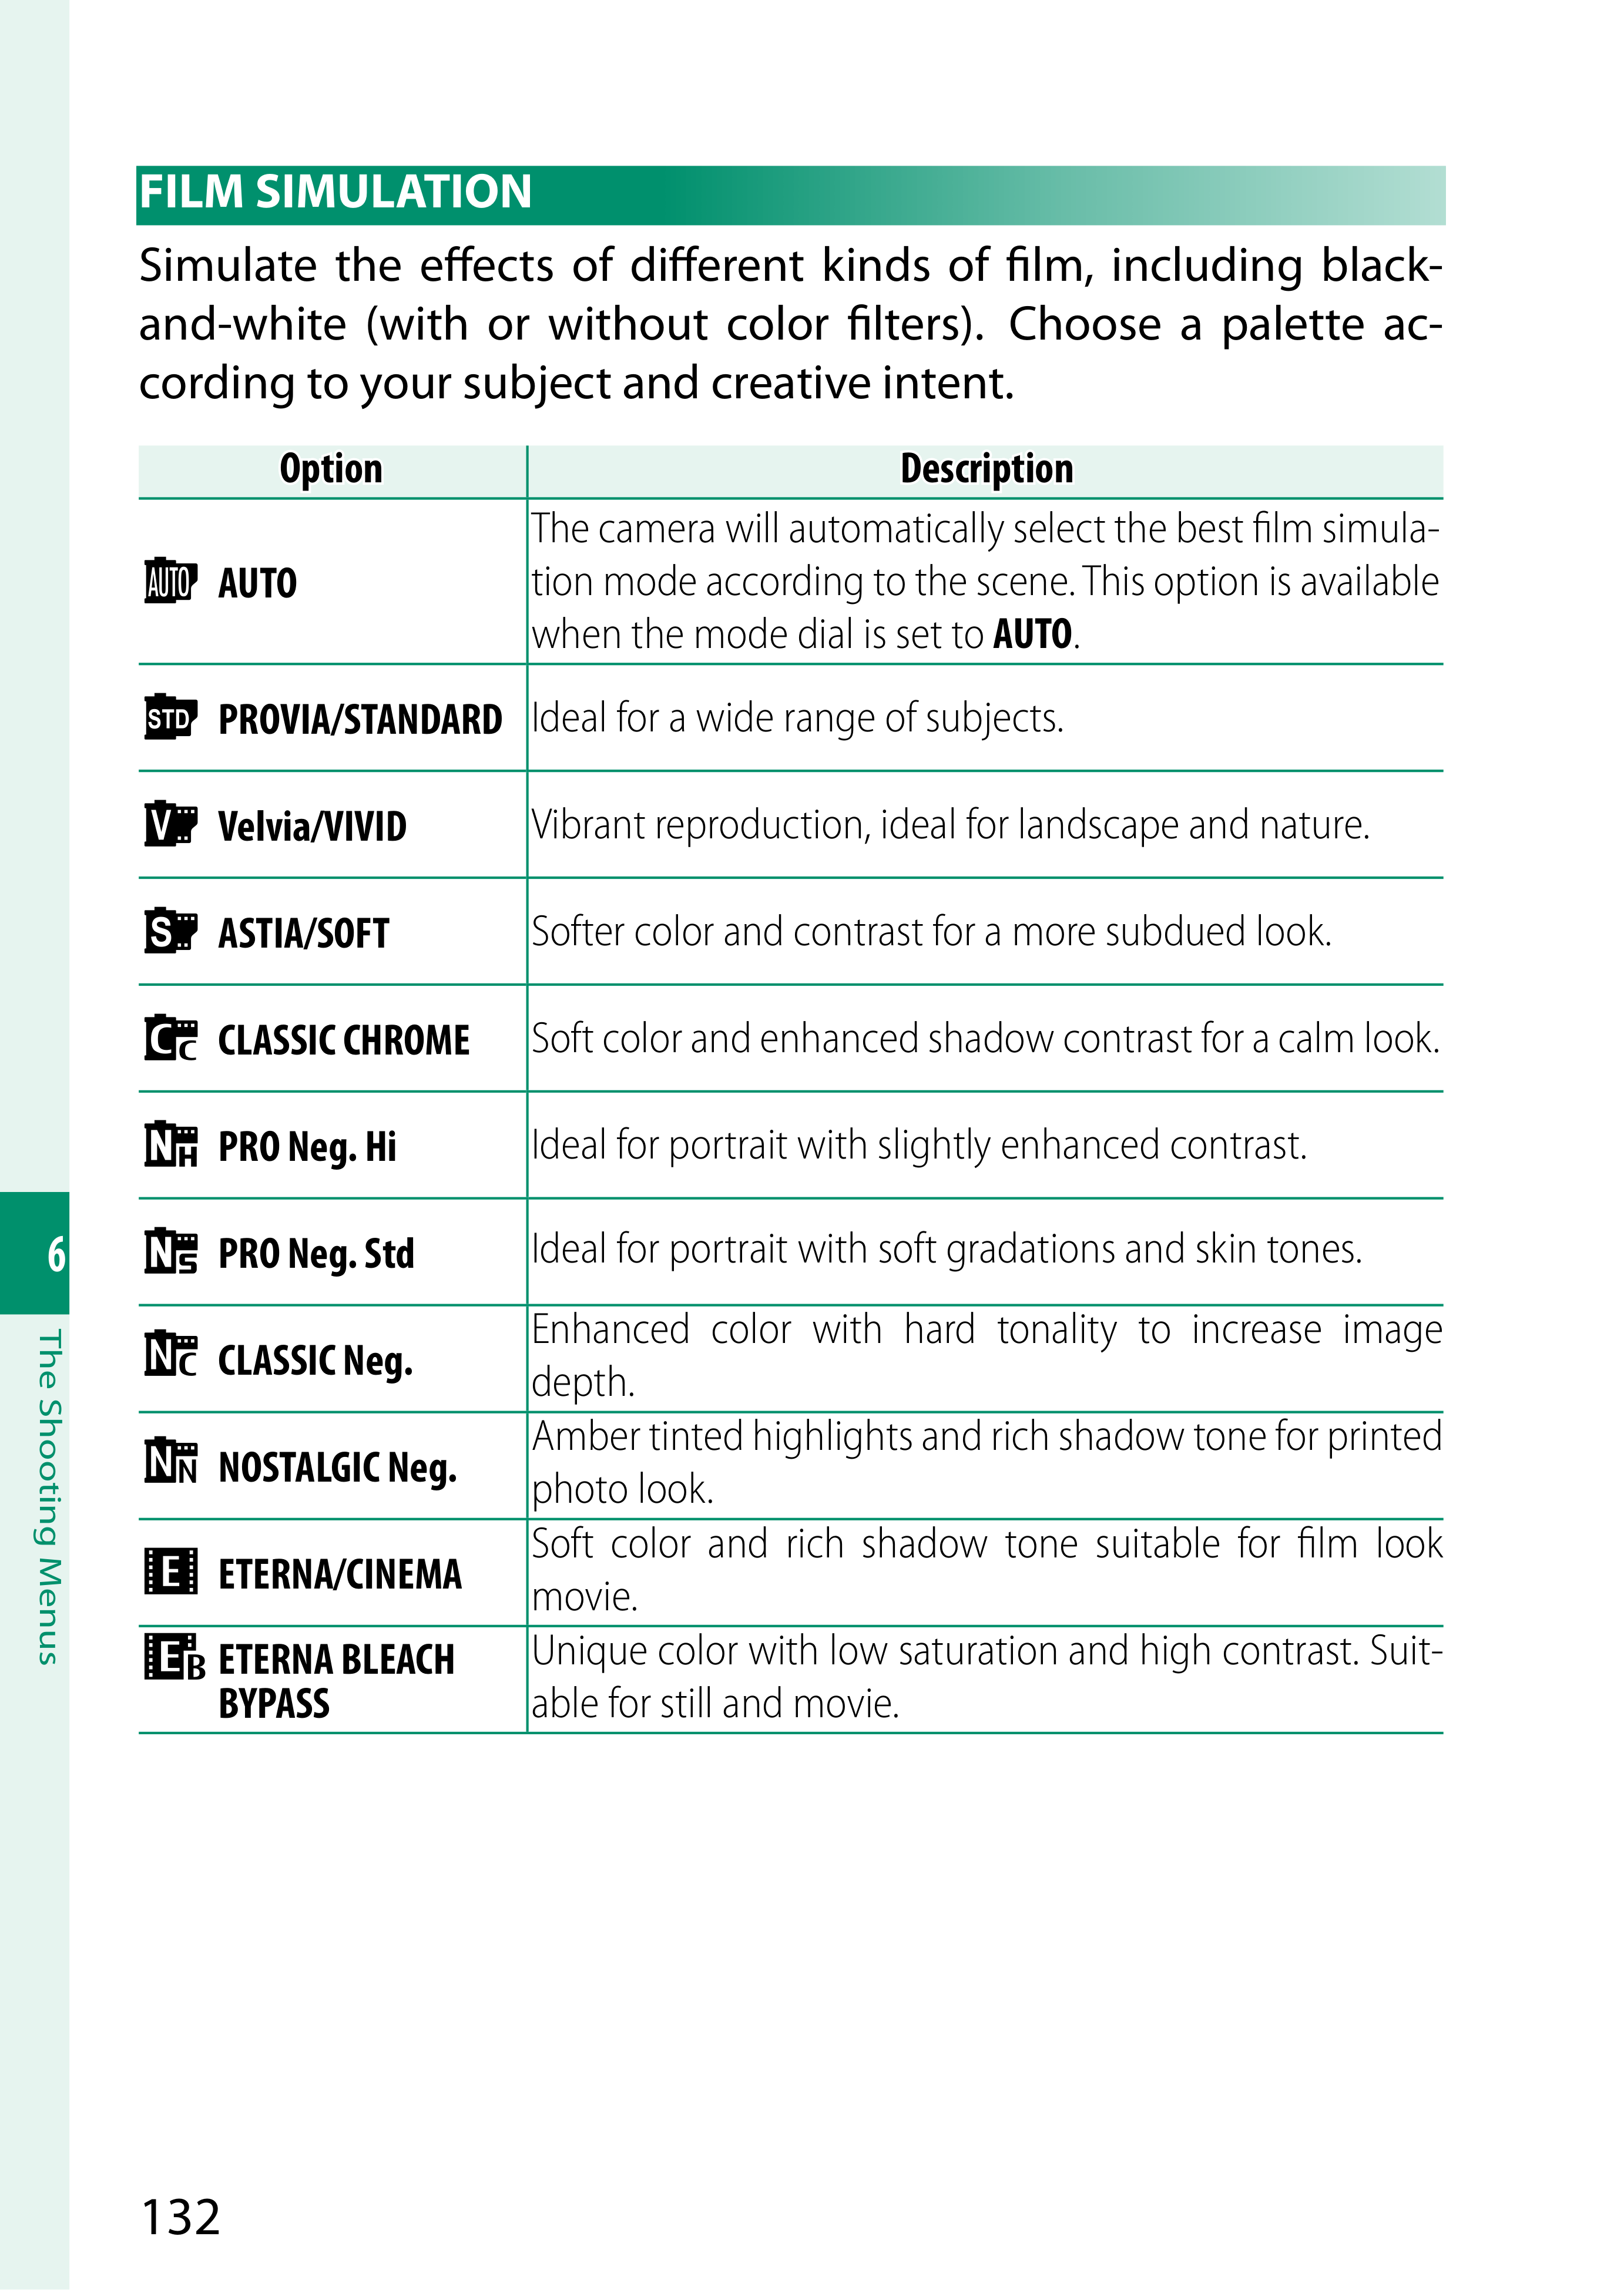 FILM SIMULATION
Simulate the effects of different kinds of film, including black-
and-white (with or without color filters). Choose a palette ac-
cording to your subject and creative intent.
Option Description
AUTO AUTO The camera will automatically select the best film simula-
tion mode according to the scene. This option is available
when the mode dial is set to AUTO.
STD PROVIA/STANDARD Ideal for a wide range of subjects.
V Velvia/VIVID Vibrant reproduction, ideal for landscape and nature.
S ASTIA/SOFT Softer color and contrast for a more subdued look.
CC CLASSIC CHROME Soft color and enhanced shadow contrast for a calm look.
NH PRO Neg. Hi Ideal for portrait with slightly enhanced contrast.
NS PRO Neg. Std Ideal for portrait with soft gradations and skin tones.
NC CLASSIC Neg. Enhanced color with hard tonality to increase image
depth.
NN NOSTALGIC Neg. Amber tinted highlights and rich shadow tone for printed
photo look.
E ETERNA/CINEMA Soft color and rich shadow tone suitable for film look
movie.
EB ETERNA BLEACH Unique color with low saturation and high contrast. Suit-
BYPASS able for still and movie.
6
The Shooting Menus
132